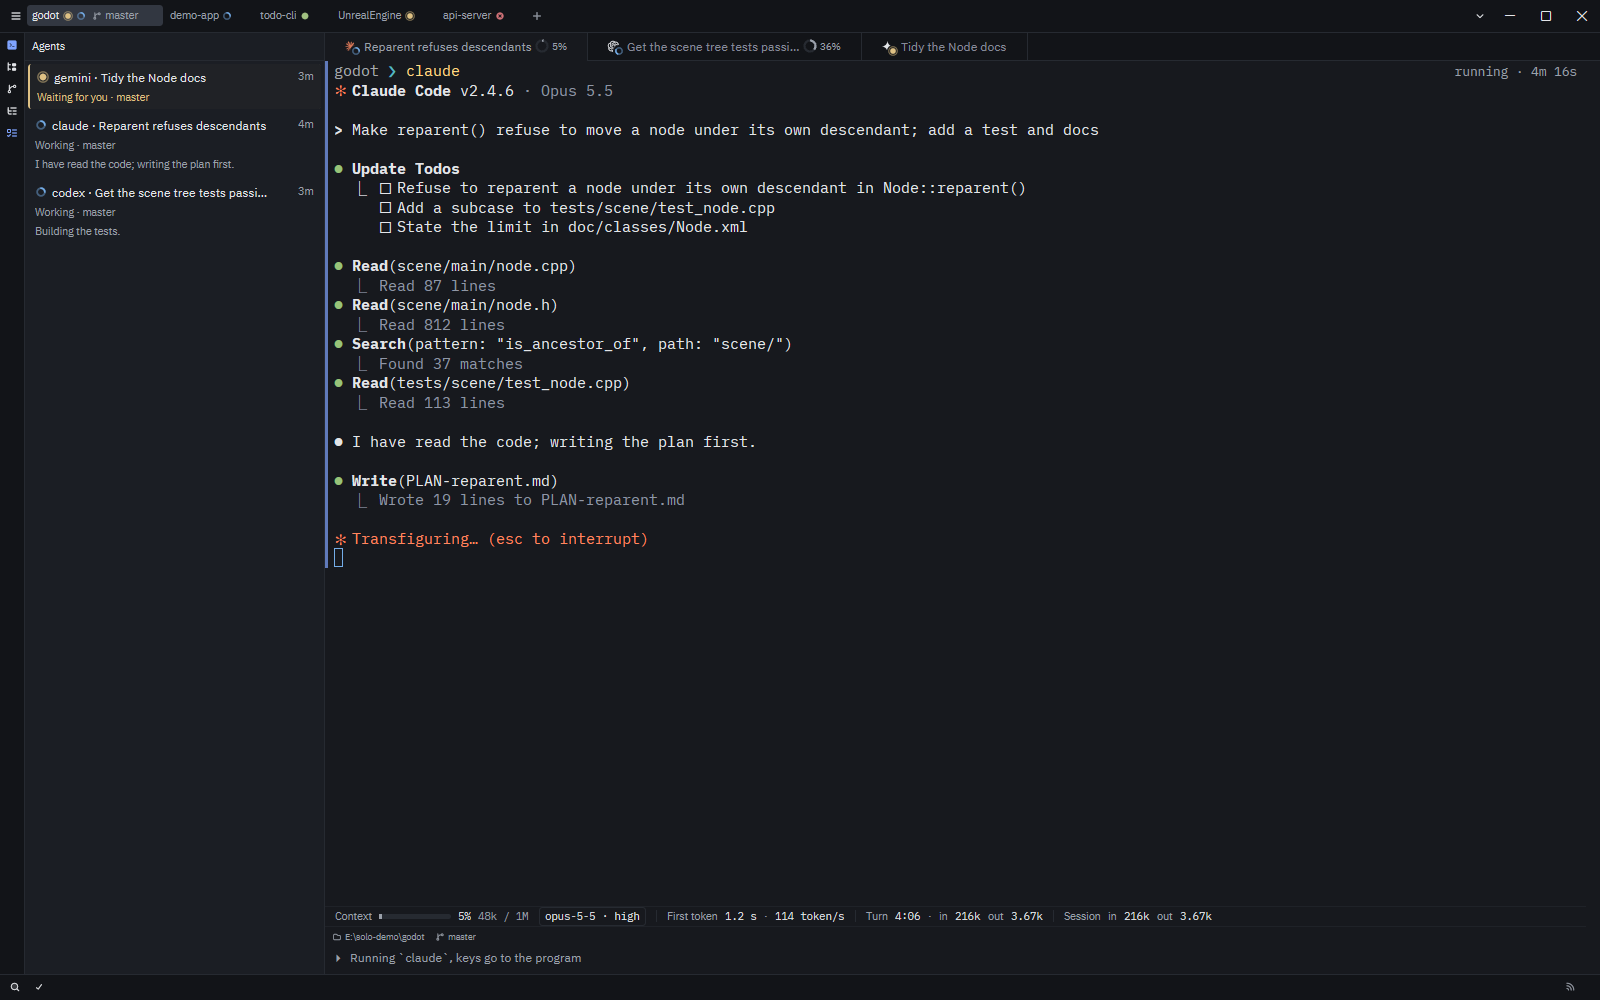 godot master demo-app todo-cli UnrealEngine api-server +
Agents
gemini · Tidy the Node docs 3m
Waiting for you · master
claude · Reparent refuses descendants 4m
Working · master
I have read the code; writing the plan first.
codex · Get the scene tree tests passi... 3m
Working · master
Building the tests.
Reparent refuses descendants 5% Get the scene tree tests passi... 36% Tidy the Node docs
godot ❯ claude running · 4m 16s
✻ Claude Code v2.4.6 · Opus 5.5
> Make reparent() refuse to move a node under its own descendant; add a test and docs
● Update Todos
⎿ ☐ Refuse to reparent a node under its own descendant in Node::reparent()
☐ Add a subcase to tests/scene/test_node.cpp
☐ State the limit in doc/classes/Node.xml
● Read(scene/main/node.cpp)
⎿ Read 87 lines
● Read(scene/main/node.h)
⎿ Read 812 lines
● Search(pattern: "is_ancestor_of", path: "scene/")
⎿ Found 37 matches
● Read(tests/scene/test_node.cpp)
⎿ Read 113 lines
● I have read the code; writing the plan first.
● Write(PLAN-reparent.md)
⎿ Wrote 19 lines to PLAN-reparent.md
✻ Transfiguring… (esc to interrupt)
Context 5% 48k / 1M opus-5-5 · high First token 1.2 s · 114 token/s Turn 4:06 · in 216k out 3.67k Session in 216k out 3.67k
E:\solo-demo\godot master
Running `claude`, keys go to the program